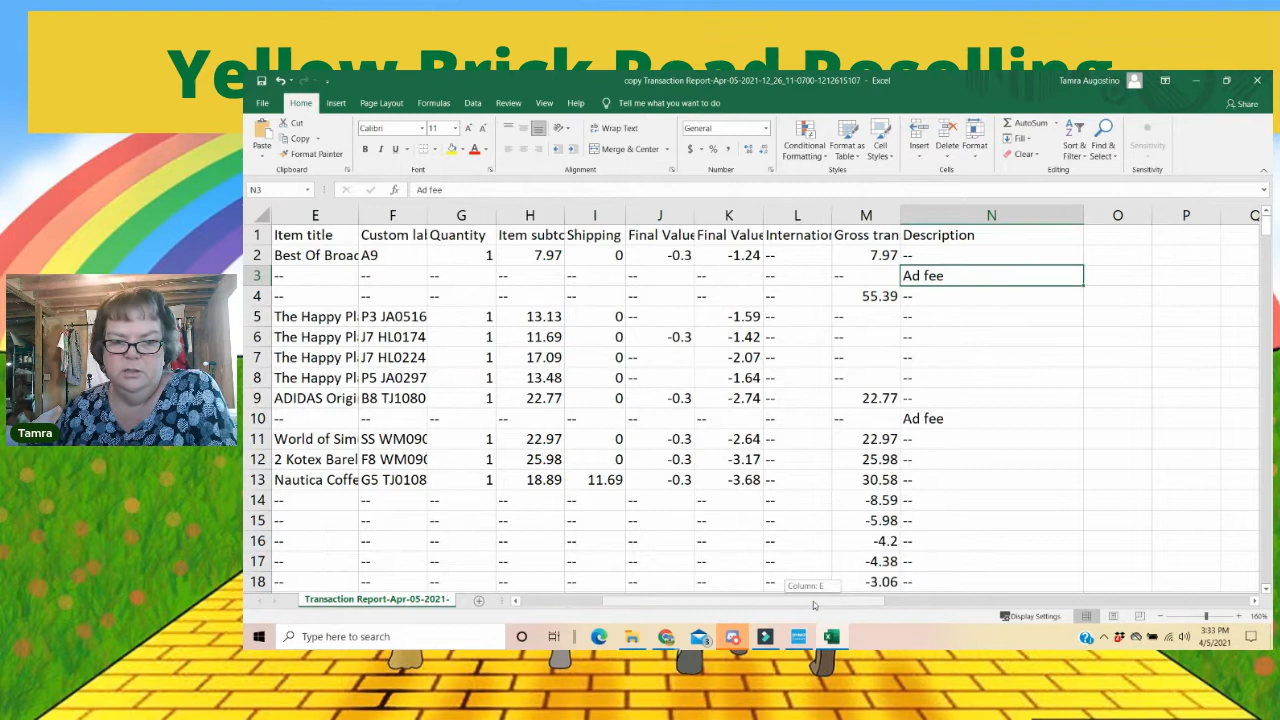 Yellow Brick Road Reselling
copy Transaction Report-Apr-05-2021-12_26_11-0700-1212615107 - Excel
Tamra Augostino
File Home Insert Page Layout Formulas Data Review View Help Tell me what you want to do Share
Paste Cut Copy Format Painter Clipboard
Calibri 11 B I U Font
Wrap Text Merge & Center Alignment
General $ % Number
Conditional Formatting Format as Table Cell Styles Styles
Insert Delete Format Cells
AutoSum Fill Clear Sort & Filter Find & Select Editing
Sensitivity Sensitivity
N3 fx Ad fee
E F G H I J K L M N O P Q
1 Item title Custom lab Quantity Item subto Shipping Final Value Final Value Internation Gross tran Description
2 Best Of Broad A9 1 7.97 0 -0.3 -1.24 -- 7.97 --
3 -- -- -- -- -- -- -- -- -- Ad fee
4 -- -- -- -- -- -- -- -- 55.39 --
5 The Happy Pl P3 JA0516 1 13.13 0 -- -1.59 -- -- --
6 The Happy Pl J7 HL0174 1 11.69 0 -0.3 -1.42 -- -- --
7 The Happy Pl J7 HL0224 1 17.09 0 -- -2.07 -- -- --
8 The Happy Pl P5 JA0297 1 13.48 0 -- -1.64 -- -- --
9 ADIDAS Origi B8 TJ1080 1 22.77 0 -0.3 -2.74 -- 22.77 --
10 -- -- -- -- -- -- -- -- -- Ad fee
11 World of Sim SS WM090 1 22.97 0 -0.3 -2.64 -- 22.97 --
12 2 Kotex Barel F8 WM090 1 25.98 0 -0.3 -3.17 -- 25.98 --
13 Nautica Coffe G5 TJ0108 1 18.89 11.69 -0.3 -3.68 -- 30.58 --
14 -- -- -- -- -- -- -- -- -8.59 --
15 -- -- -- -- -- -- -- -- -5.98 --
16 -- -- -- -- -- -- -- -- -4.2 --
17 -- -- -- -- -- -- -- -- -4.38 --
18 -- -- -- -- -- -- -- -- -3.06 --
Column: E
Transaction Report-Apr-05-2021-
Display Settings 160%
Type here to search
3:33 PM
4/5/2021
Tamra